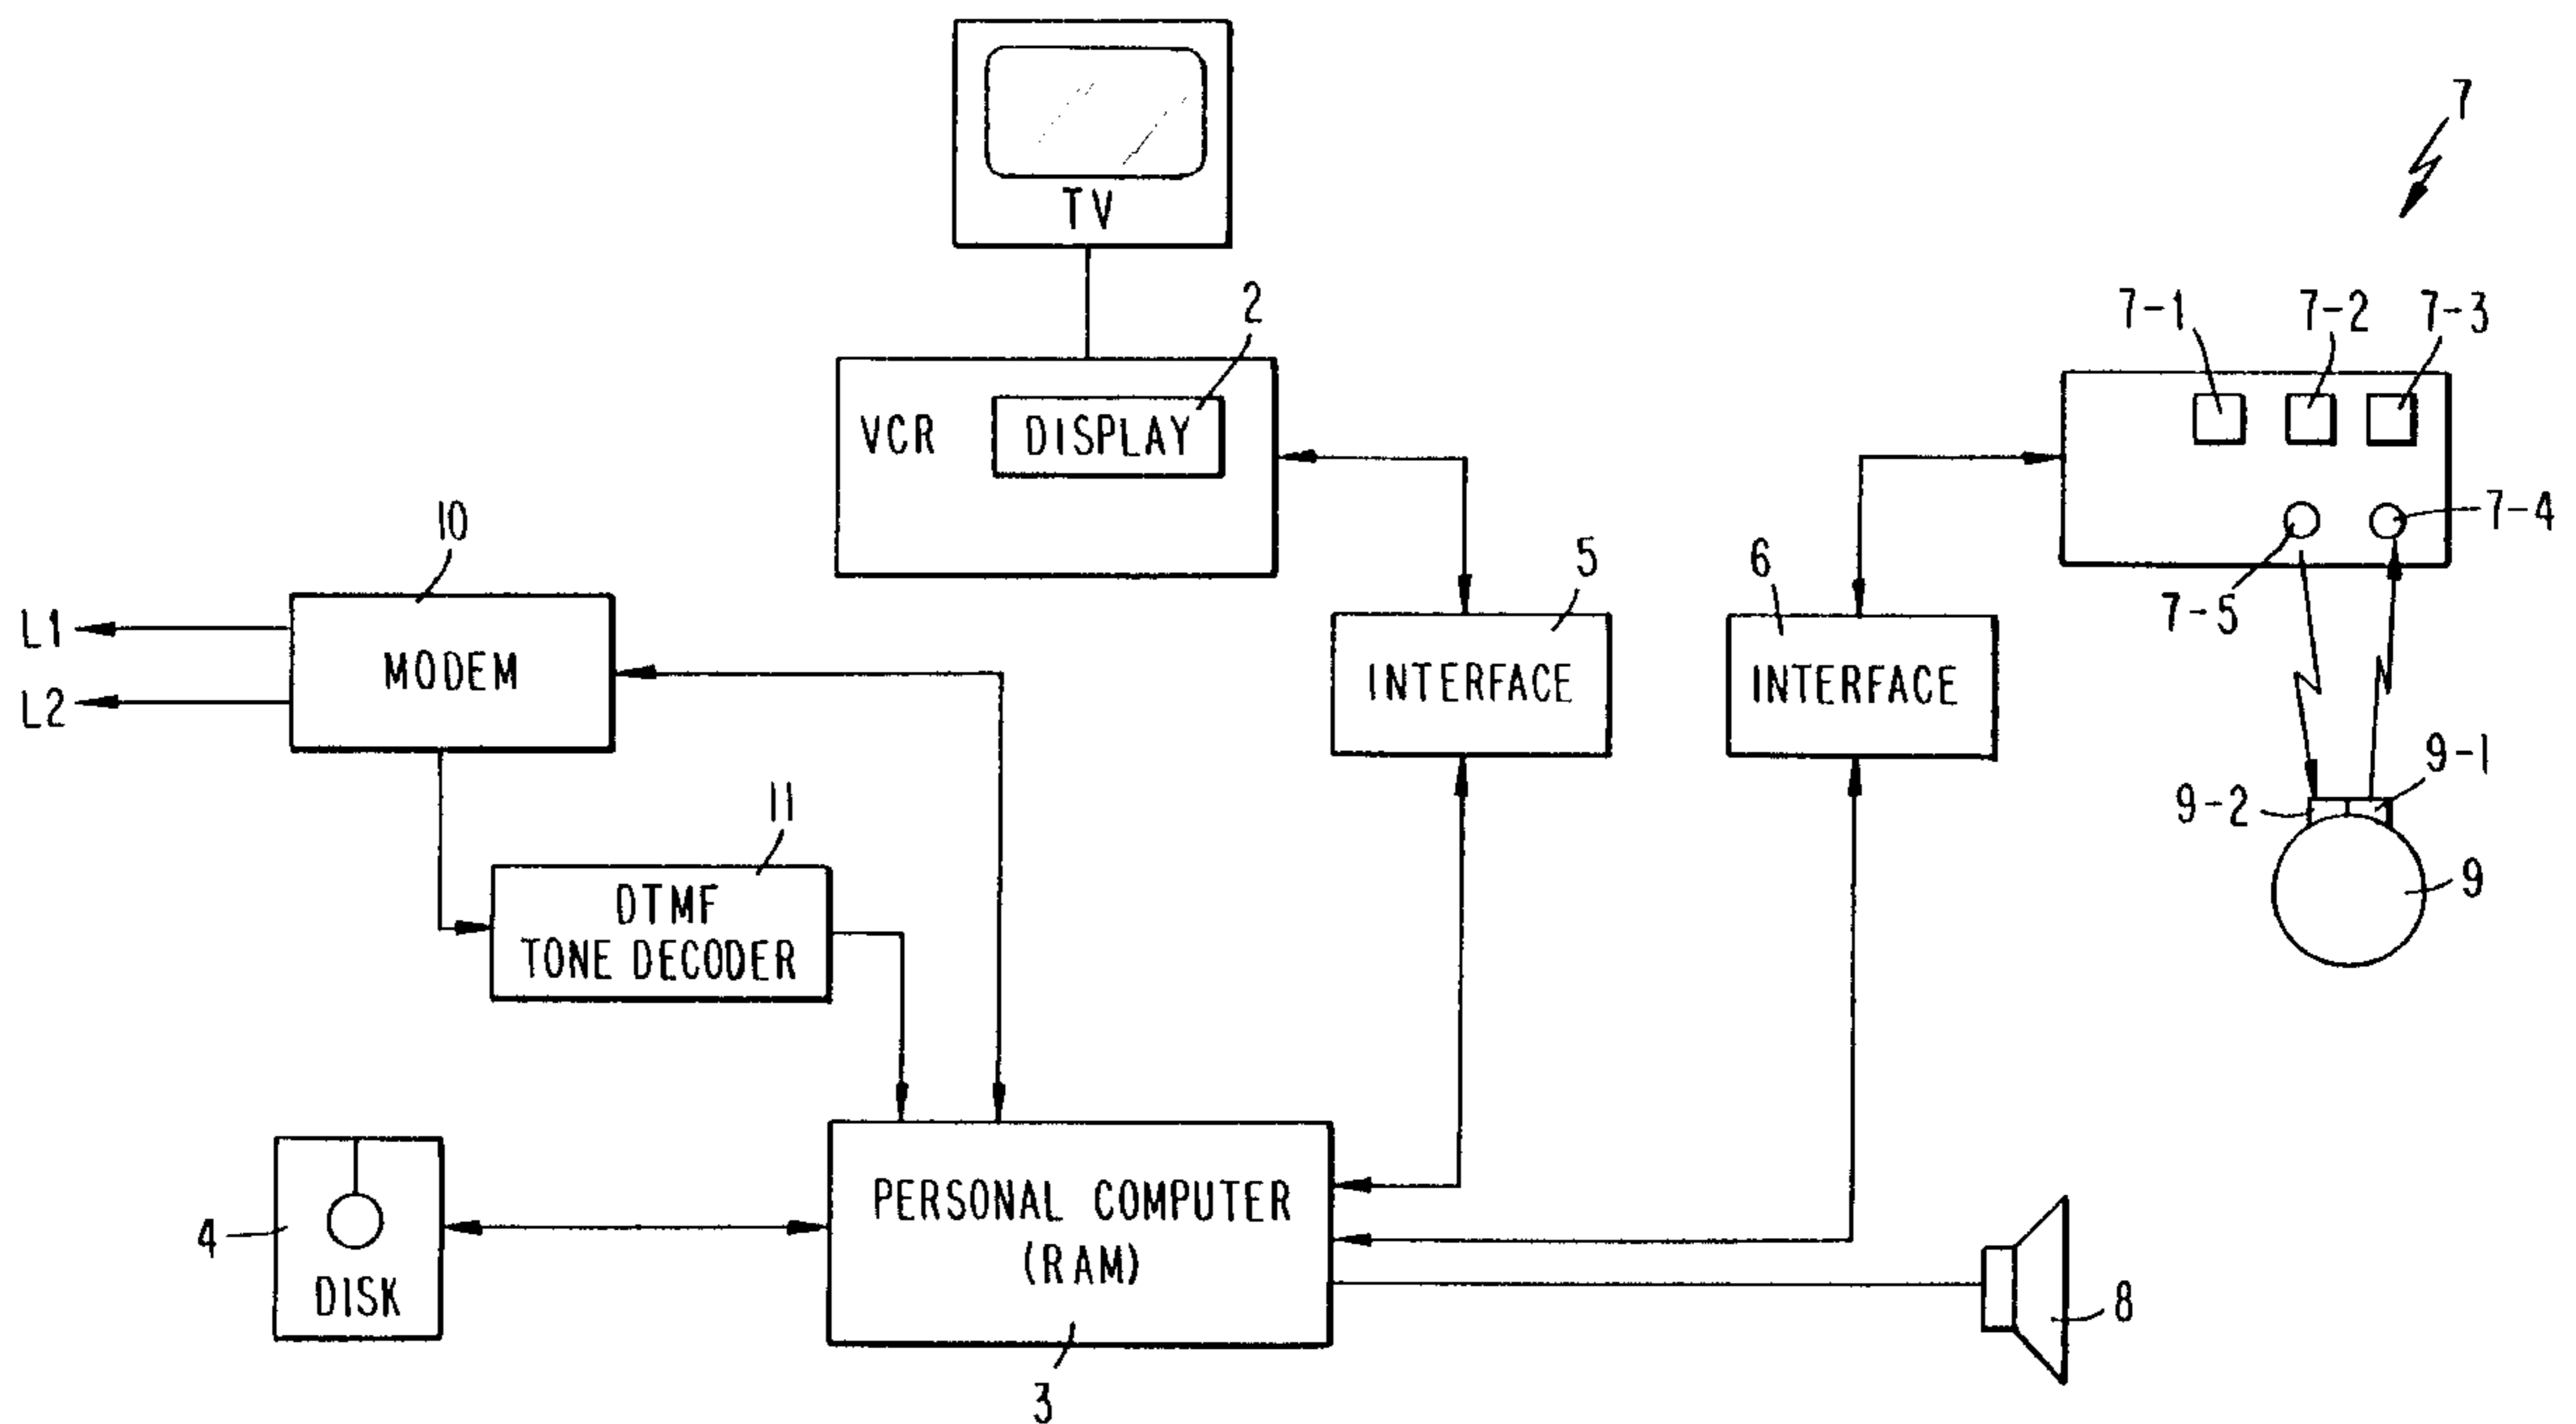 TV
7
2
7-1
7-2
7-3
VCR
DISPLAY
10
7-4
5
6
7-5
L1
MODEM
L2
INTERFACE
INTERFACE
9-1
9-2
11
DTMF
TONE DECODER
9
4
DISK
PERSONAL COMPUTER
(RAM)
8
3